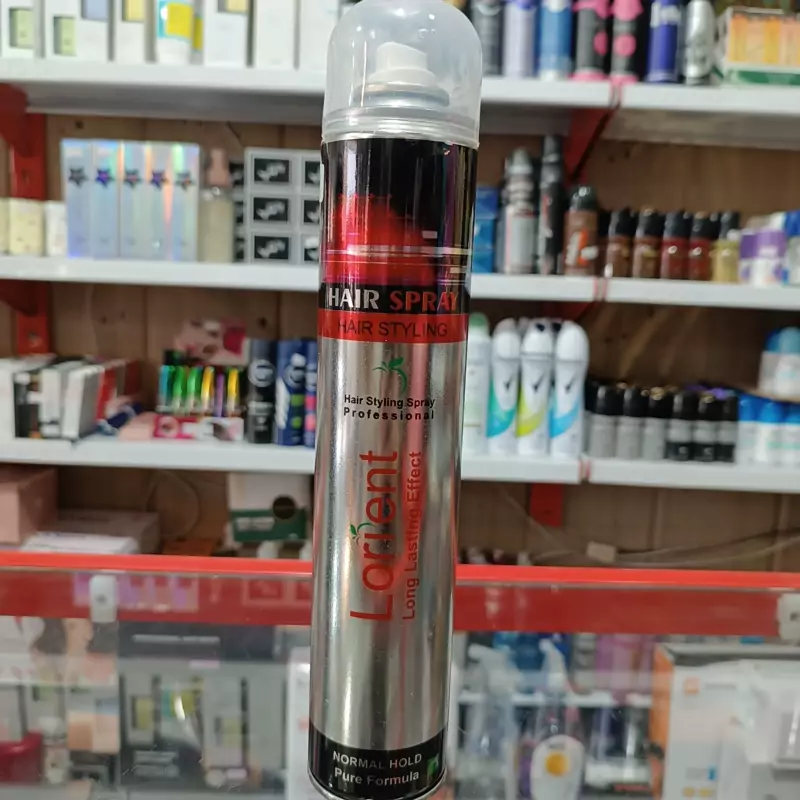 HAIR SPRAY
HAIR STYLING
Hair Styling Spray
Professional
Lorient
Long Lasting Effect
NORMAL HOLD
Pure Formula